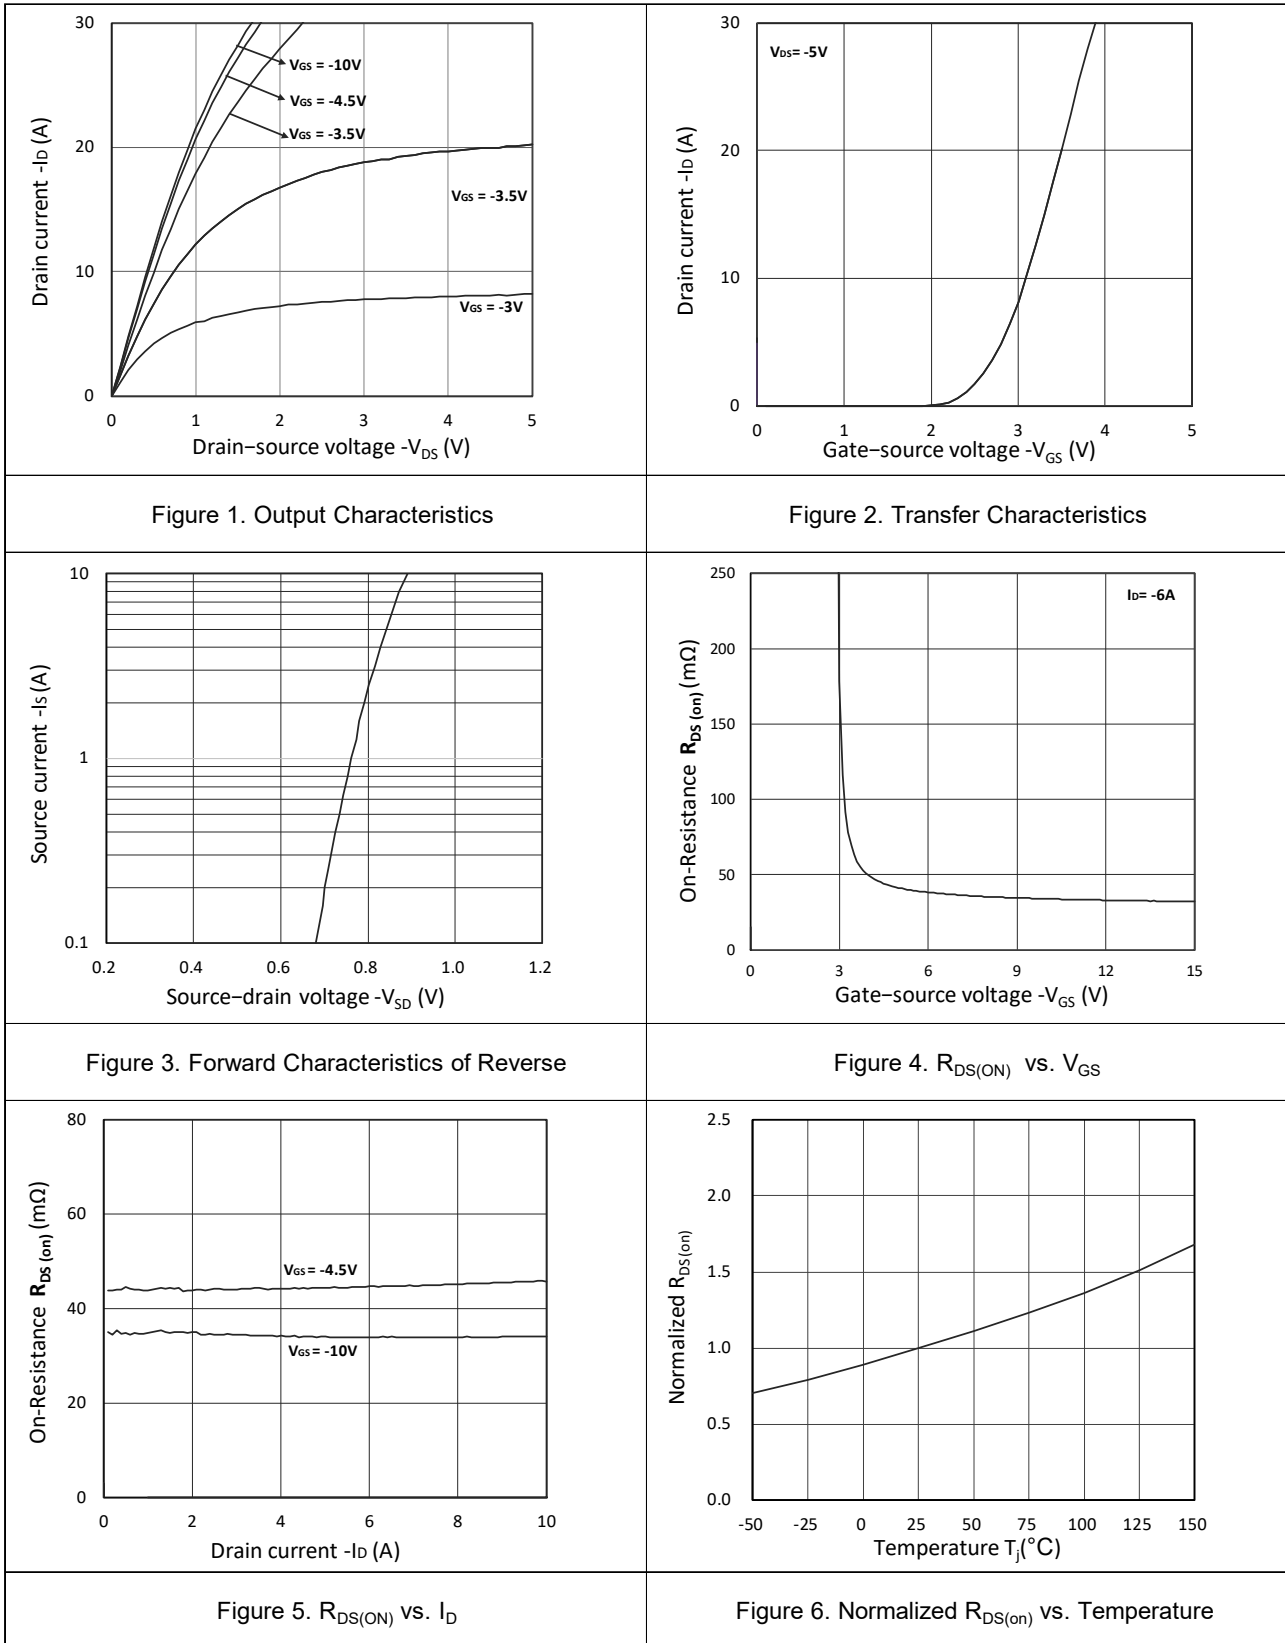 30
20
10
0
0 1 2 3 4 5
Drain current -ID (A)
VGS = -10V
VGS = -4.5V
VGS = -3.5V
VGS = -3.5V
VGS = -3V
Drain−source voltage -VDS (V)
Figure 1. Output Characteristics
30
20
10
0
0 1 2 3 4 5
Drain current -ID (A)
VDS= -5V
Gate−source voltage -VGS (V)
Figure 2. Transfer Characteristics
10
1
0.1
0.2 0.4 0.6 0.8 1.0 1.2
Source current -IS (A)
Source−drain voltage -VSD (V)
Figure 3. Forward Characteristics of Reverse
250
200
150
100
50
0
0 3 6 9 12 15
On-Resistance RDS (on) (mΩ)
ID= -6A
Gate−source voltage -VGS (V)
Figure 4. RDS(ON) vs. VGS
80
60
40
20
0
0 2 4 6 8 10
On-Resistance RDS (on) (mΩ)
VGS = -4.5V
VGS = -10V
Drain current -ID (A)
Figure 5. RDS(ON) vs. ID
2.5
2.0
1.5
1.0
0.5
0.0
-50 -25 0 25 50 75 100 125 150
Normalized RDS(on)
Temperature Tj(°C)
Figure 6. Normalized RDS(on) vs. Temperature